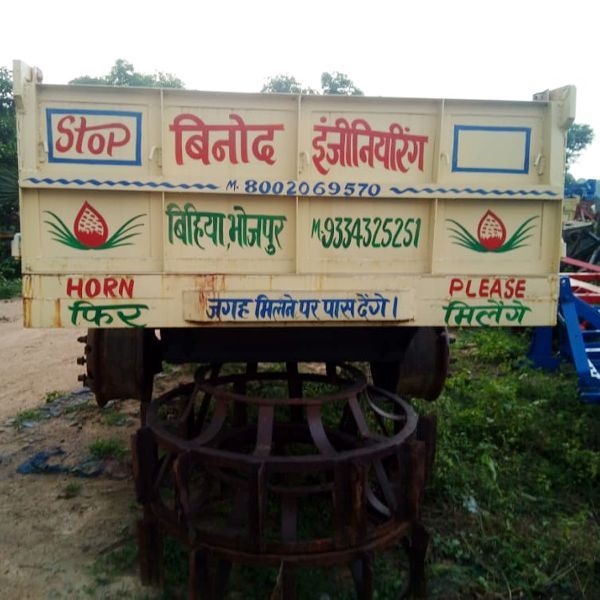 Stop बिनोद इंजीनियरिंग
M. 8002069570
बिहिया, भोजपुर M:9334325251
HORN PLEASE
फिर जगह मिलने पर पास देंगे। मिलेंगे